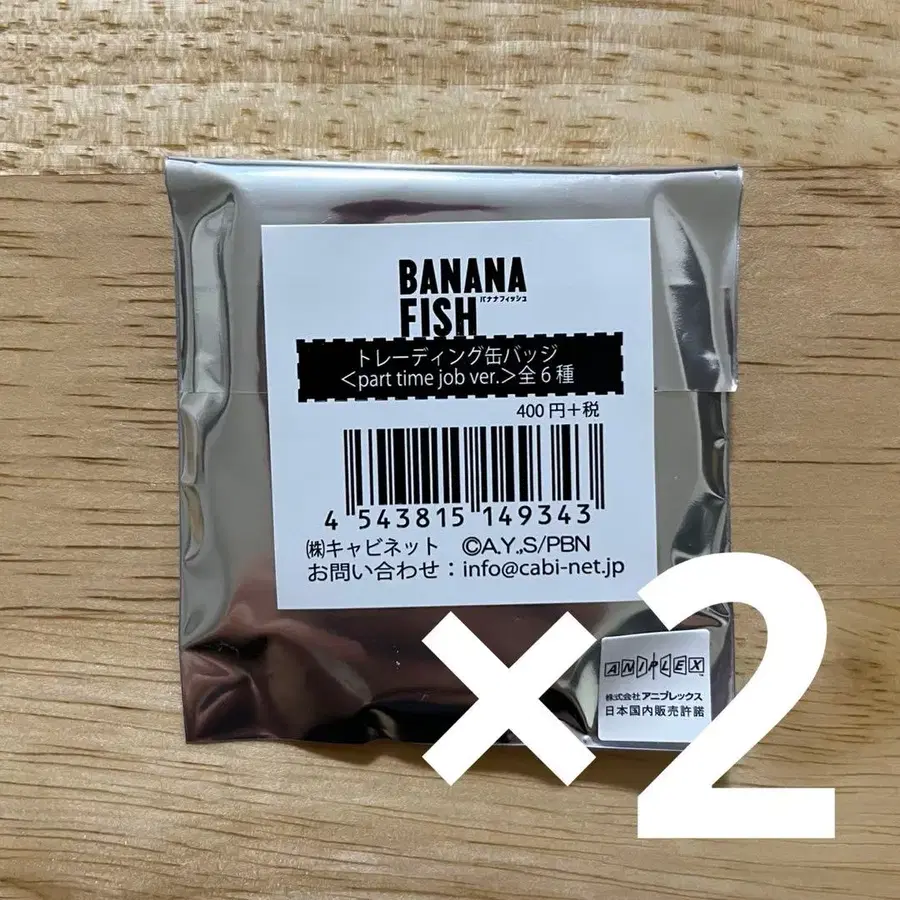 BANANA
バナナフィッシュ
FISH
トレーディング缶バッジ
＜part time job ver.＞全6種
400円+税
4 543815 149343
㈱キャビネット ©A.Y.,S/PBN
お問い合わせ：info@cabi-net.jp
×2
ANIPLEX
株式会社アニプレックス
日本国内販売許諾